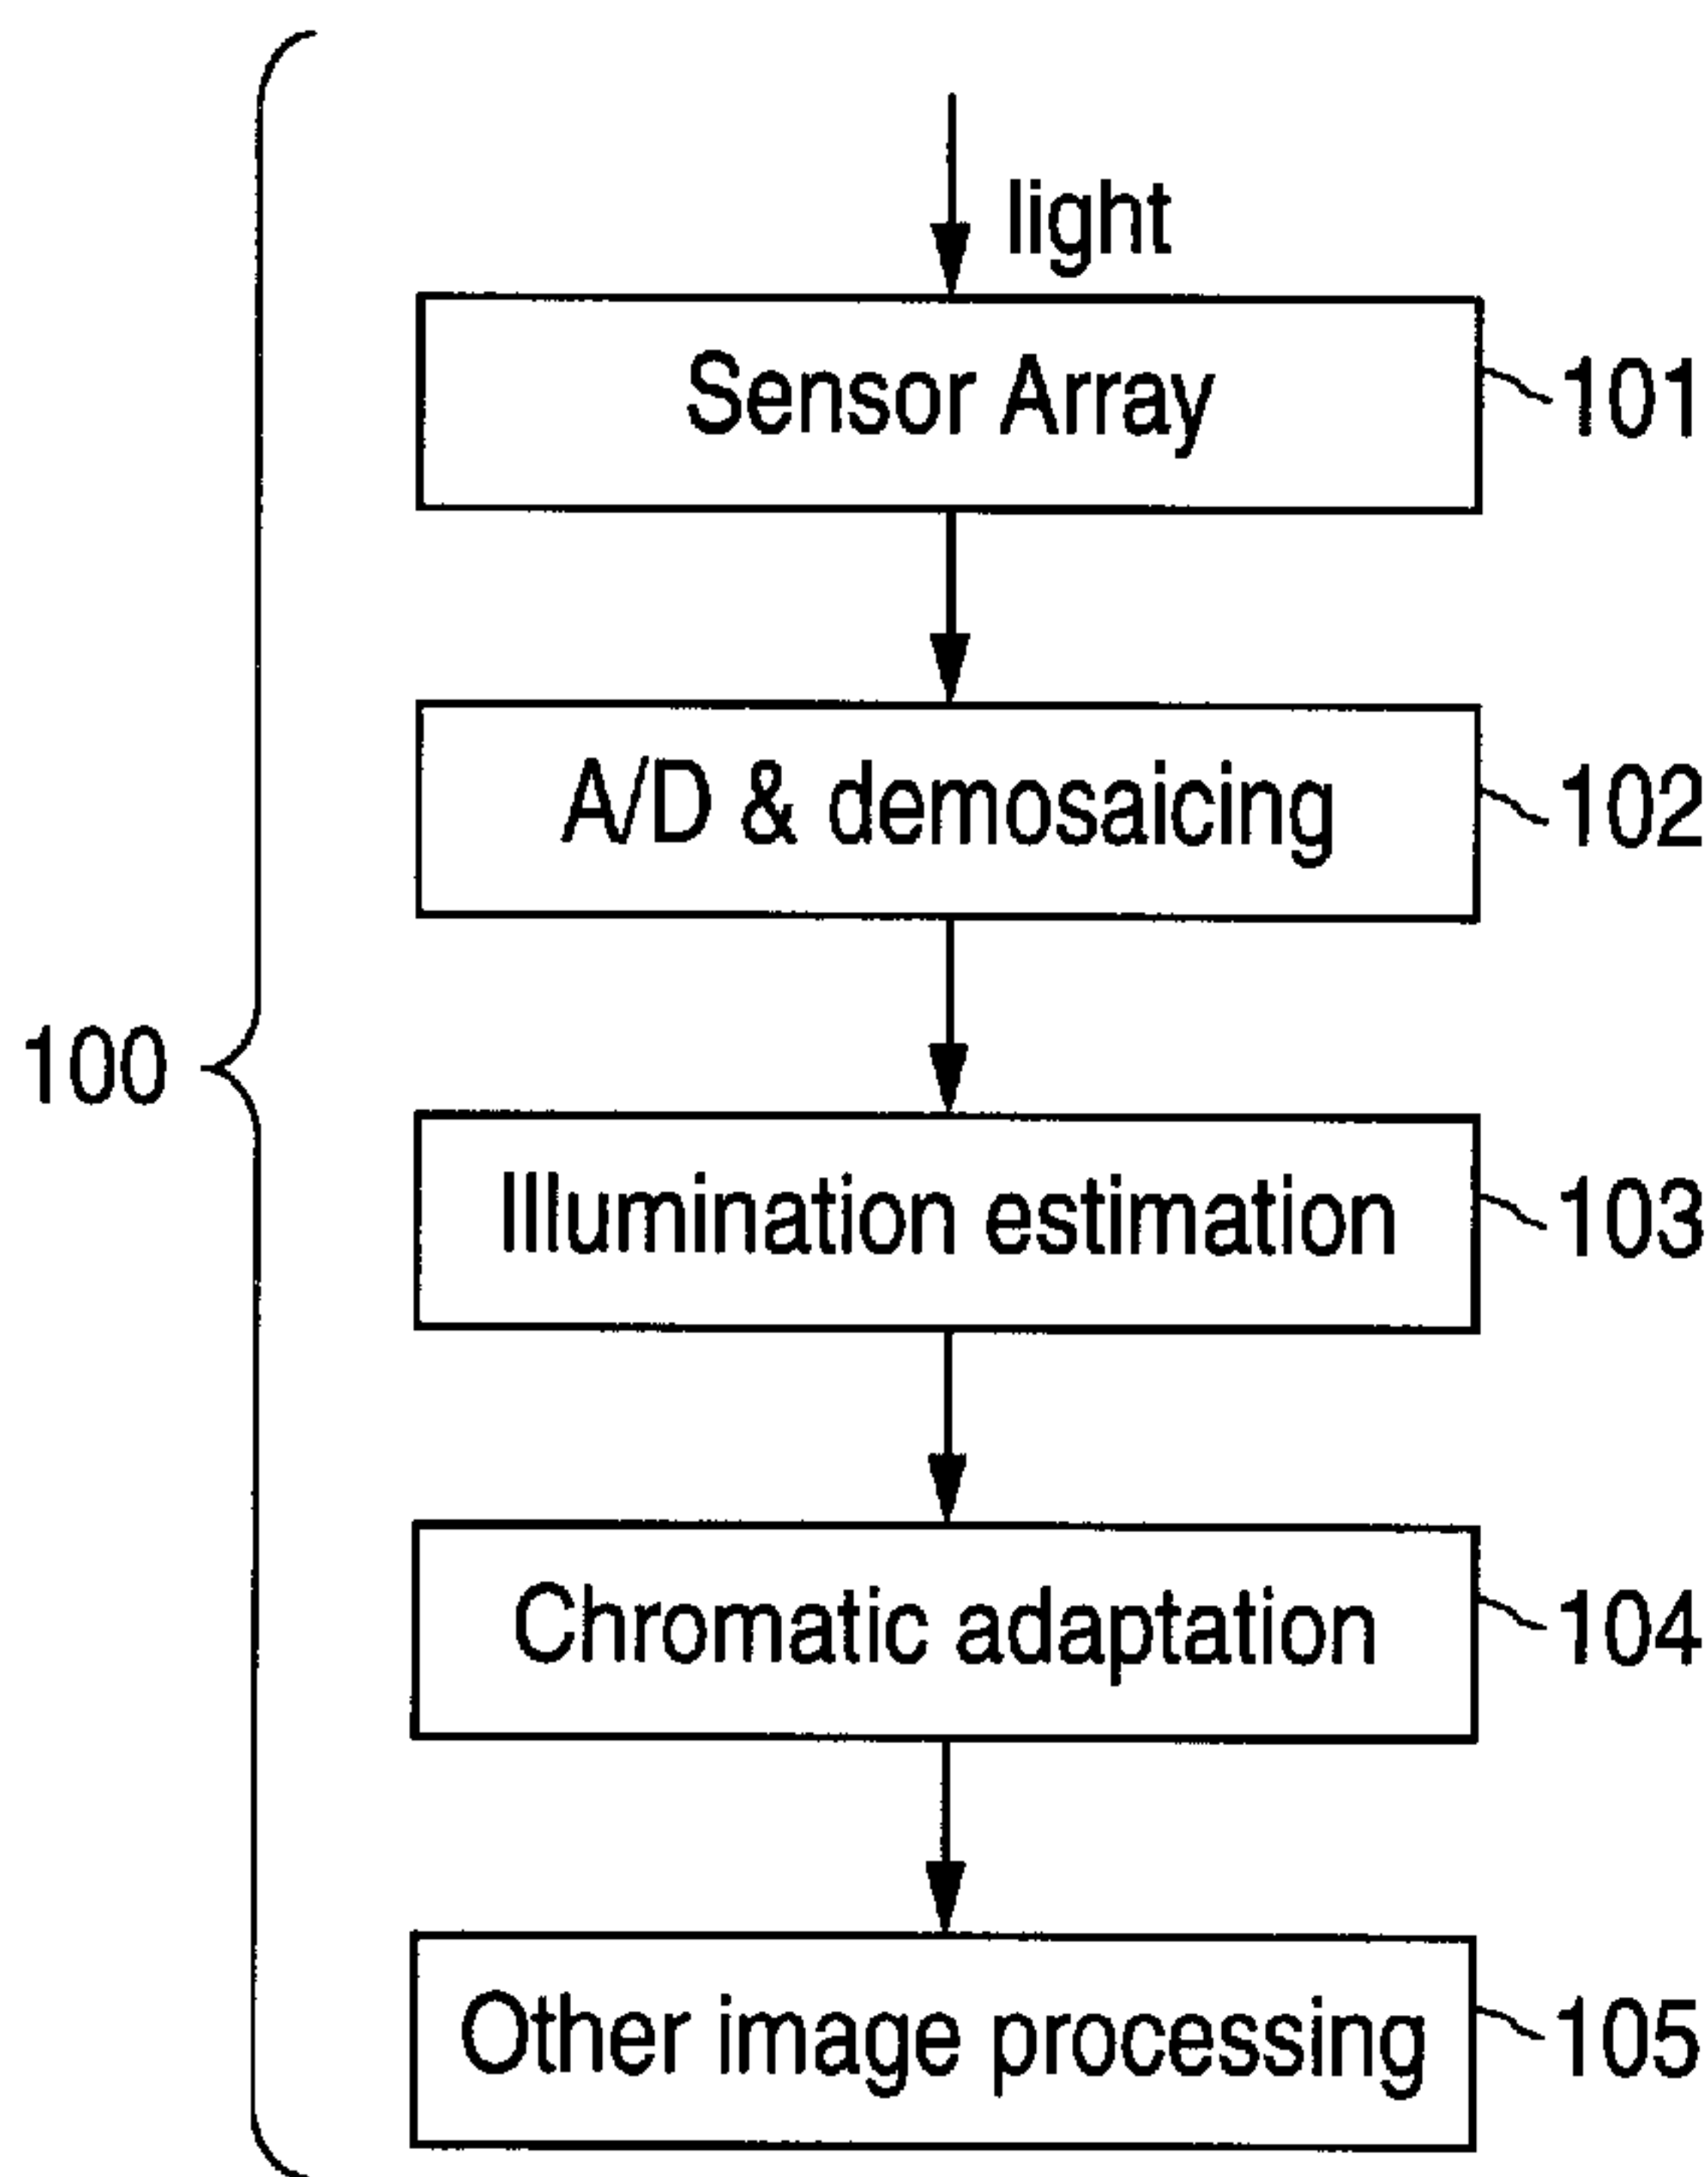 light
Sensor Array
101
A/D & demosaicing
102
100
Illumination estimation
103
Chromatic adaptation
104
Other image processing
105